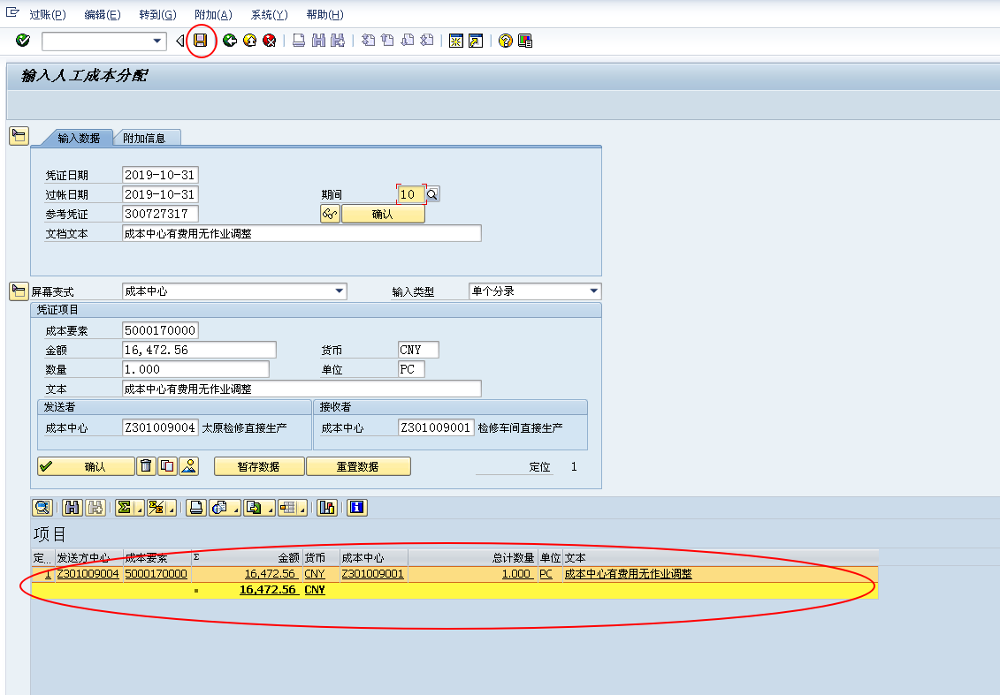 过账(P) 编辑(E) 转到(G) 附加(A) 系统(Y) 帮助(H)
输入人工成本分配
输入数据 附加信息
凭证日期 2019-10-31
过帐日期 2019-10-31 期间 10
参考凭证 300727317 确认
文档文本 成本中心有费用无作业调整
屏幕变式 成本中心 输入类型 单个分录
凭证项目
成本要素 5000170000
金额 16,472.56 货币 CNY
数量 1.000 单位 PC
文本 成本中心有费用无作业调整
发送者 接收者
成本中心 Z301009004 太原检修直接生产 成本中心 Z301009001 检修车间直接生产
确认 暂存数据 重置数据 定位 1
项目
定... 发送方中心 成本要素 Σ 金额 货币 成本中心 总计数量 单位 文本
1 Z301009004 5000170000 16,472.56 CNY Z301009001 1.000 PC 成本中心有费用无作业调整
16,472.56 CNY